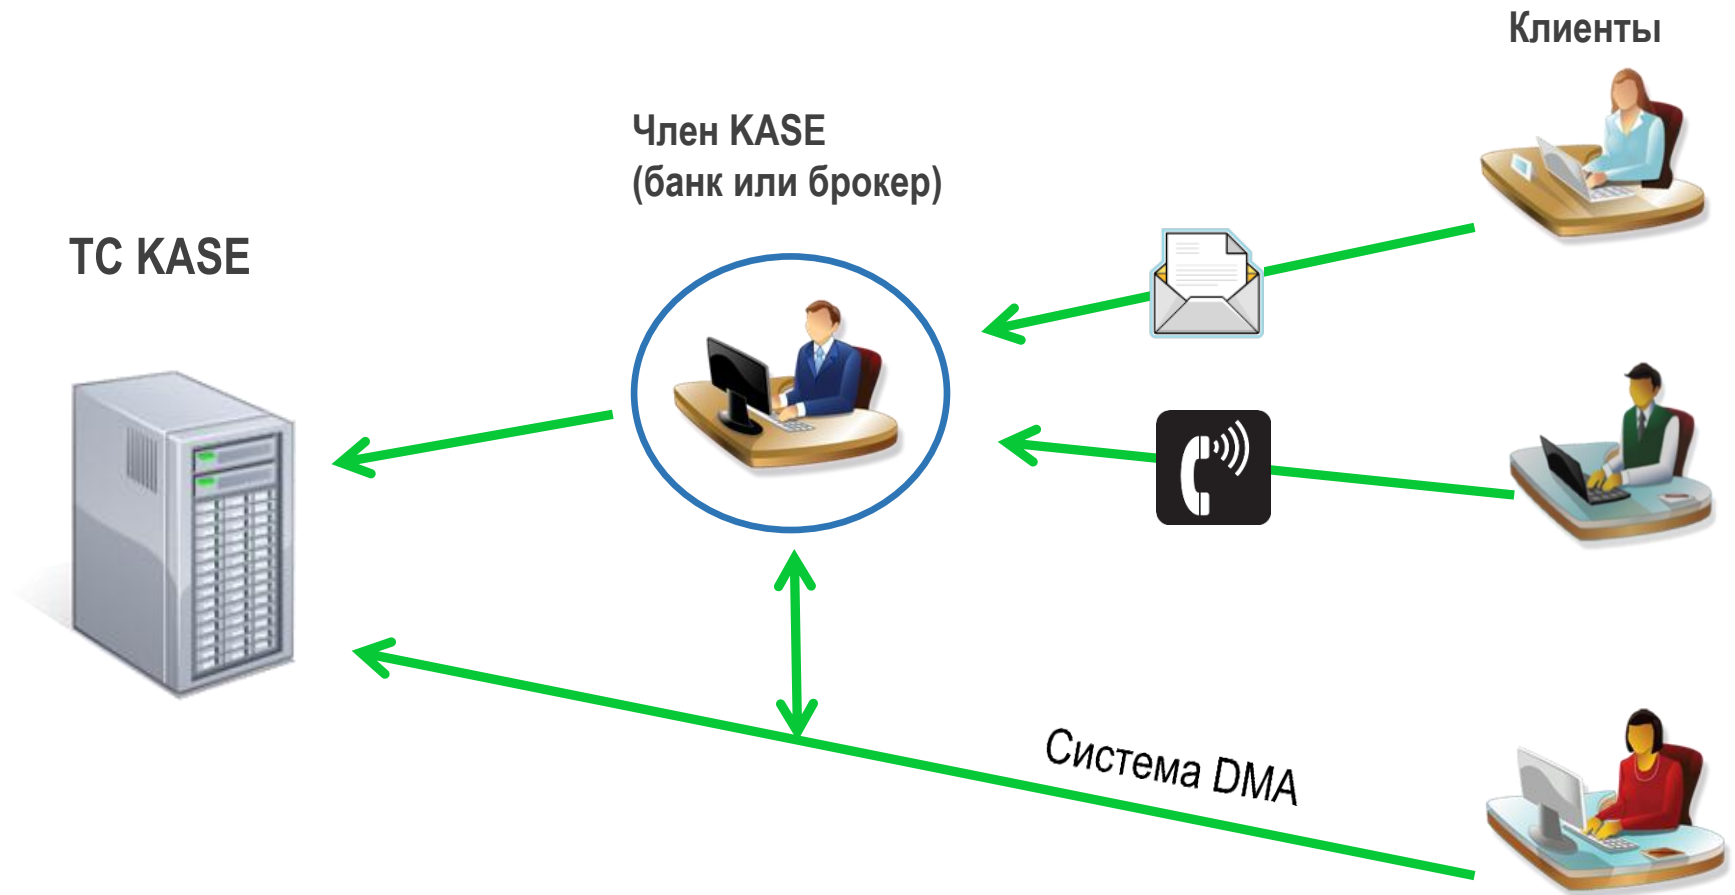 Клиенты
Член KASE
(банк или брокер)
ТС KASE
Система DMA